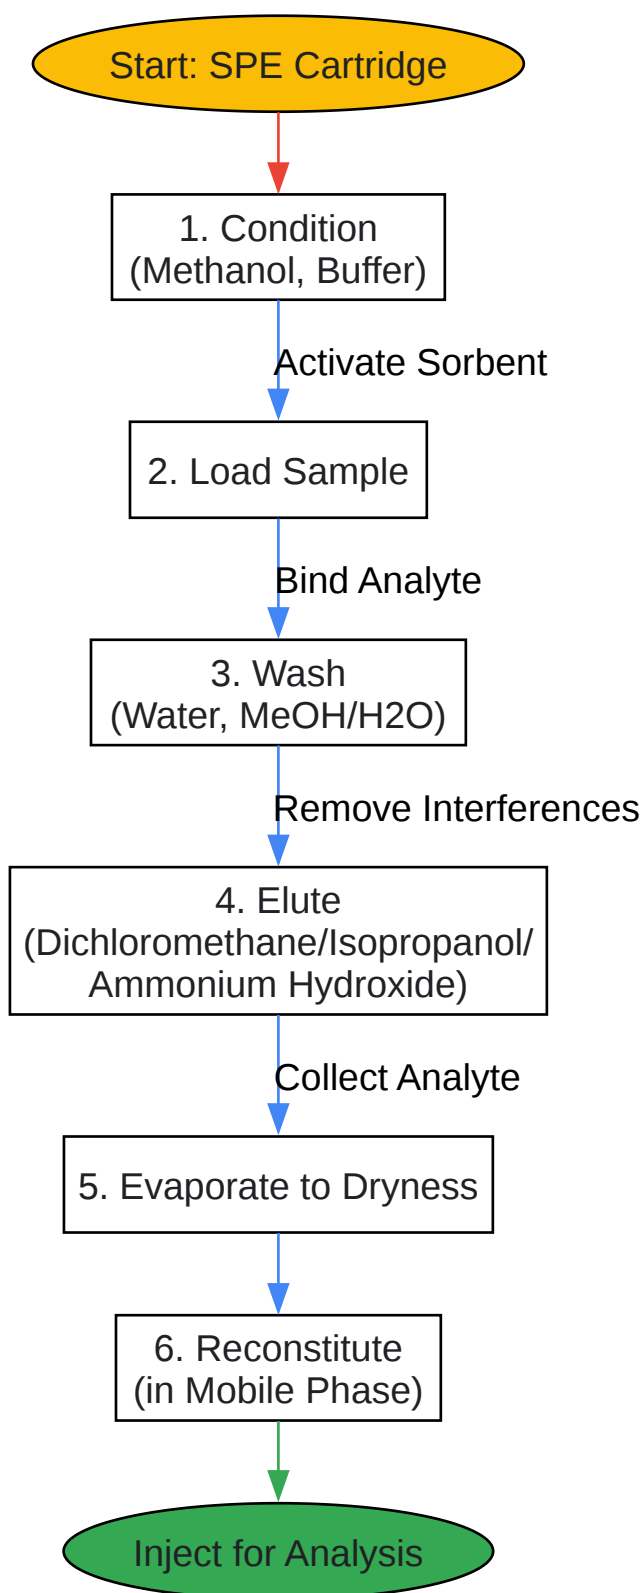 Start: SPE Cartridge
1. Condition
(Methanol, Buffer)
Activate Sorbent
2. Load Sample
Bind Analyte
3. Wash
(Water, MeOH/H2O)
Remove Interferences
4. Elute
(Dichloromethane/Isopropanol/
Ammonium Hydroxide)
Collect Analyte
5. Evaporate to Dryness
6. Reconstitute
(in Mobile Phase)
Inject for Analysis